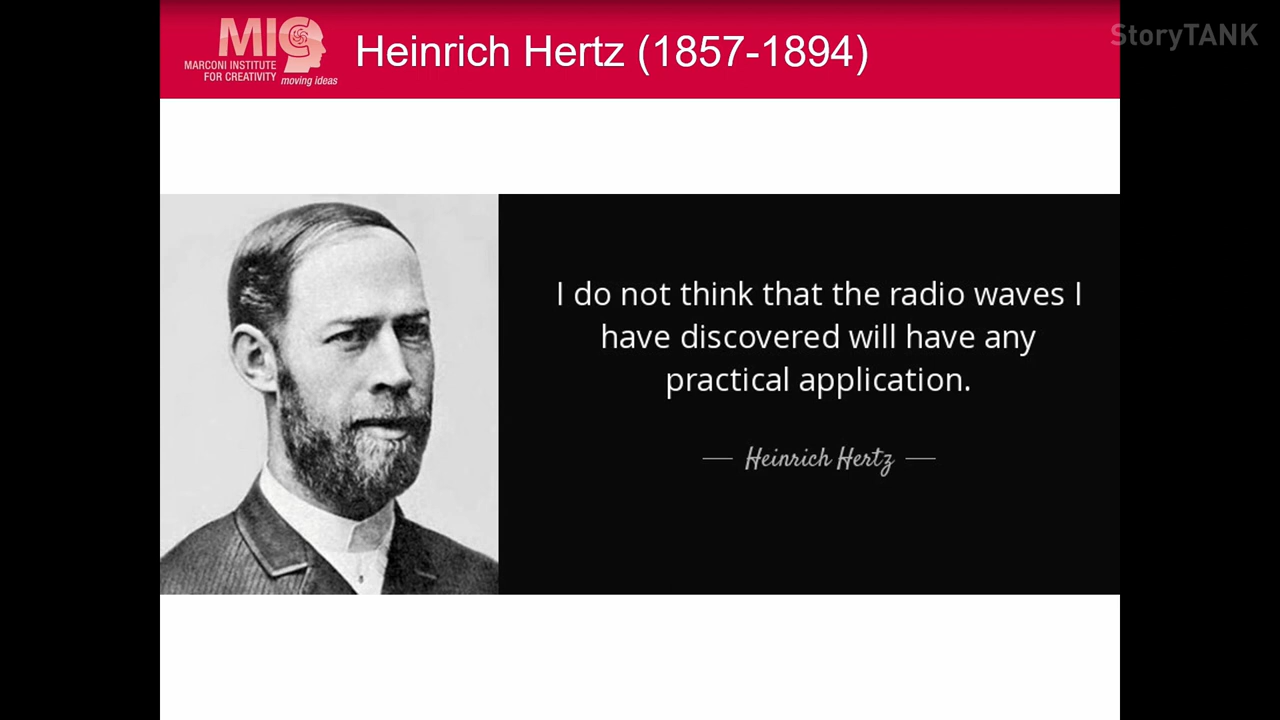 MIC
MARCONI INSTITUTE
FOR CREATIVITY
moving ideas
Heinrich Hertz (1857-1894)
StoryTANK
I do not think that the radio waves I
have discovered will have any
practical application.
Heinrich Hertz